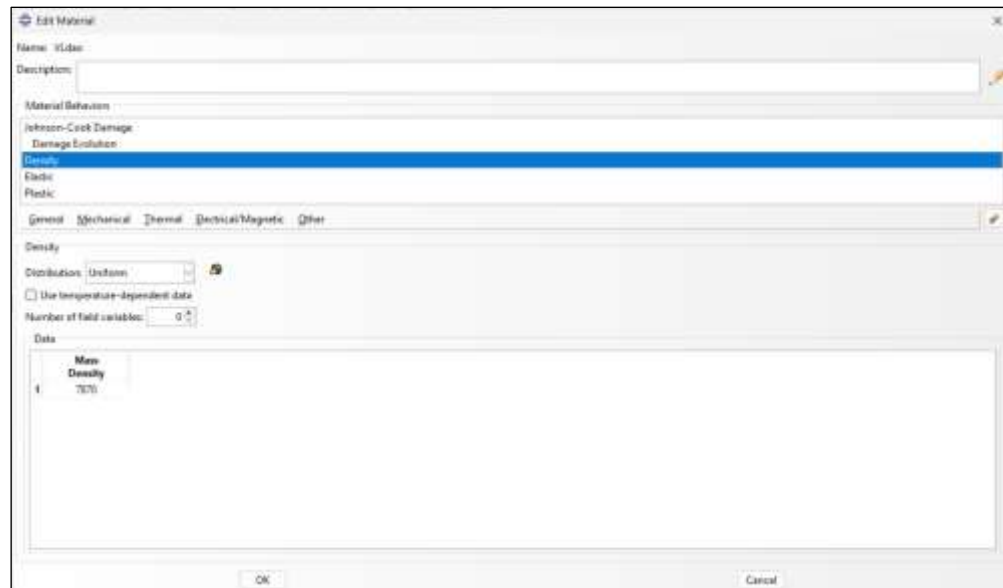 Edit Material
Name: VLdao
Description:
Material Behaviors
Johnson-Cook Damage
Damage Evolution
Density
Elastic
Plastic
General Mechanical Thermal Electrical/Magnetic Other
Density
Distribution: Uniform
Use temperature-dependent data
Number of field variables: 0
Data
Mass
Density
1
OK Cancel